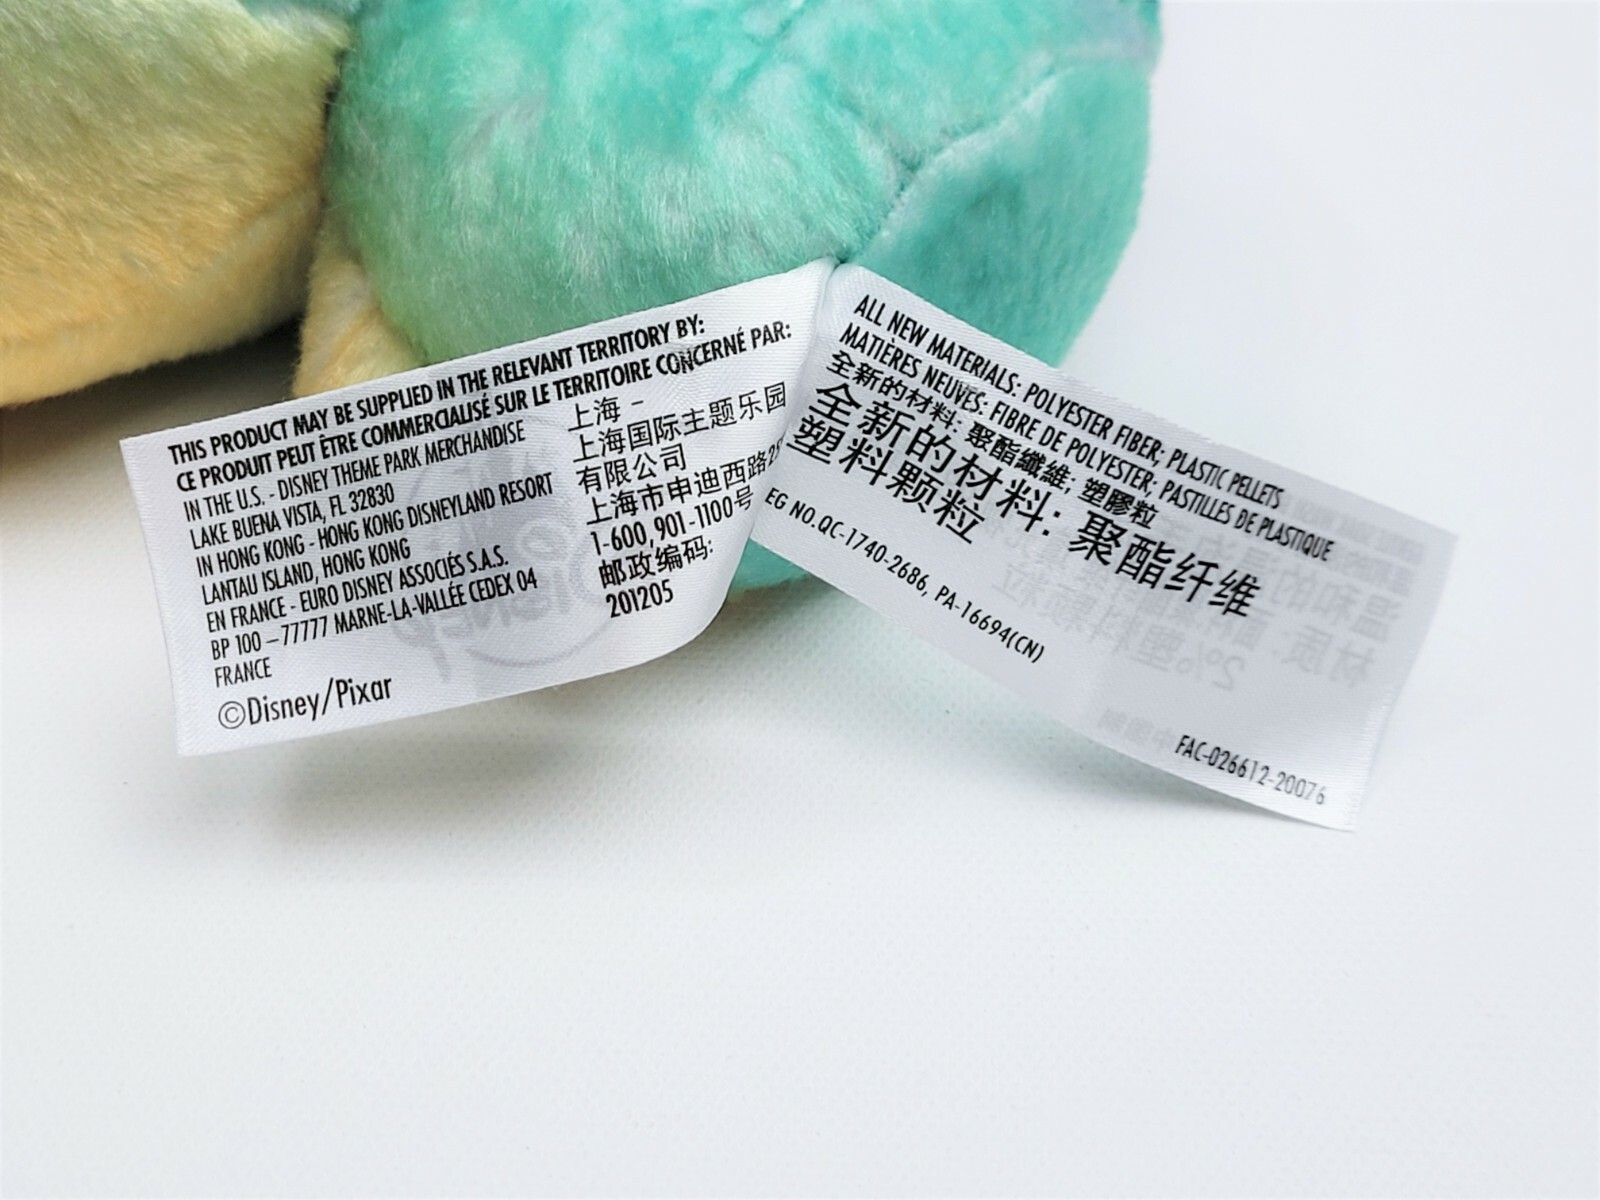 THIS PRODUCT MAY BE SUPPLIED IN THE RELEVANT TERRITORY BY:
CE PRODUIT PEUT ÊTRE COMMERCIALISÉ SUR LE TERRITOIRE CONCERNÉ PAR:
IN THE U.S. - DISNEY THEME PARK MERCHANDISE
LAKE BUENA VISTA, FL 32830
IN HONG KONG - HONG KONG DISNEYLAND RESORT
LANTAU ISLAND, HONG KONG
EN FRANCE - EURO DISNEY ASSOCIÉS S.A.S.
BP 100 – 77777 MARNE-LA-VALLÉE CEDEX 04
FRANCE
©Disney/Pixar
上海 -
上海国际主题乐园
有限公司
上海市申迪西路
1-600, 901-1100号
邮政编码:
201205
ALL NEW MATERIALS: POLYESTER FIBER; PLASTIC PELLETS
MATIÈRES NEUVES: FIBRE DE POLYESTER; PASTILLES DE PLASTIQUE
全新的材料: 聚酯纖維; 塑膠粒
全新的材料: 聚酯纤维
塑料颗粒
EG NO.QC-1740-2686, PA-16694(CN)
FAC-026612-20076